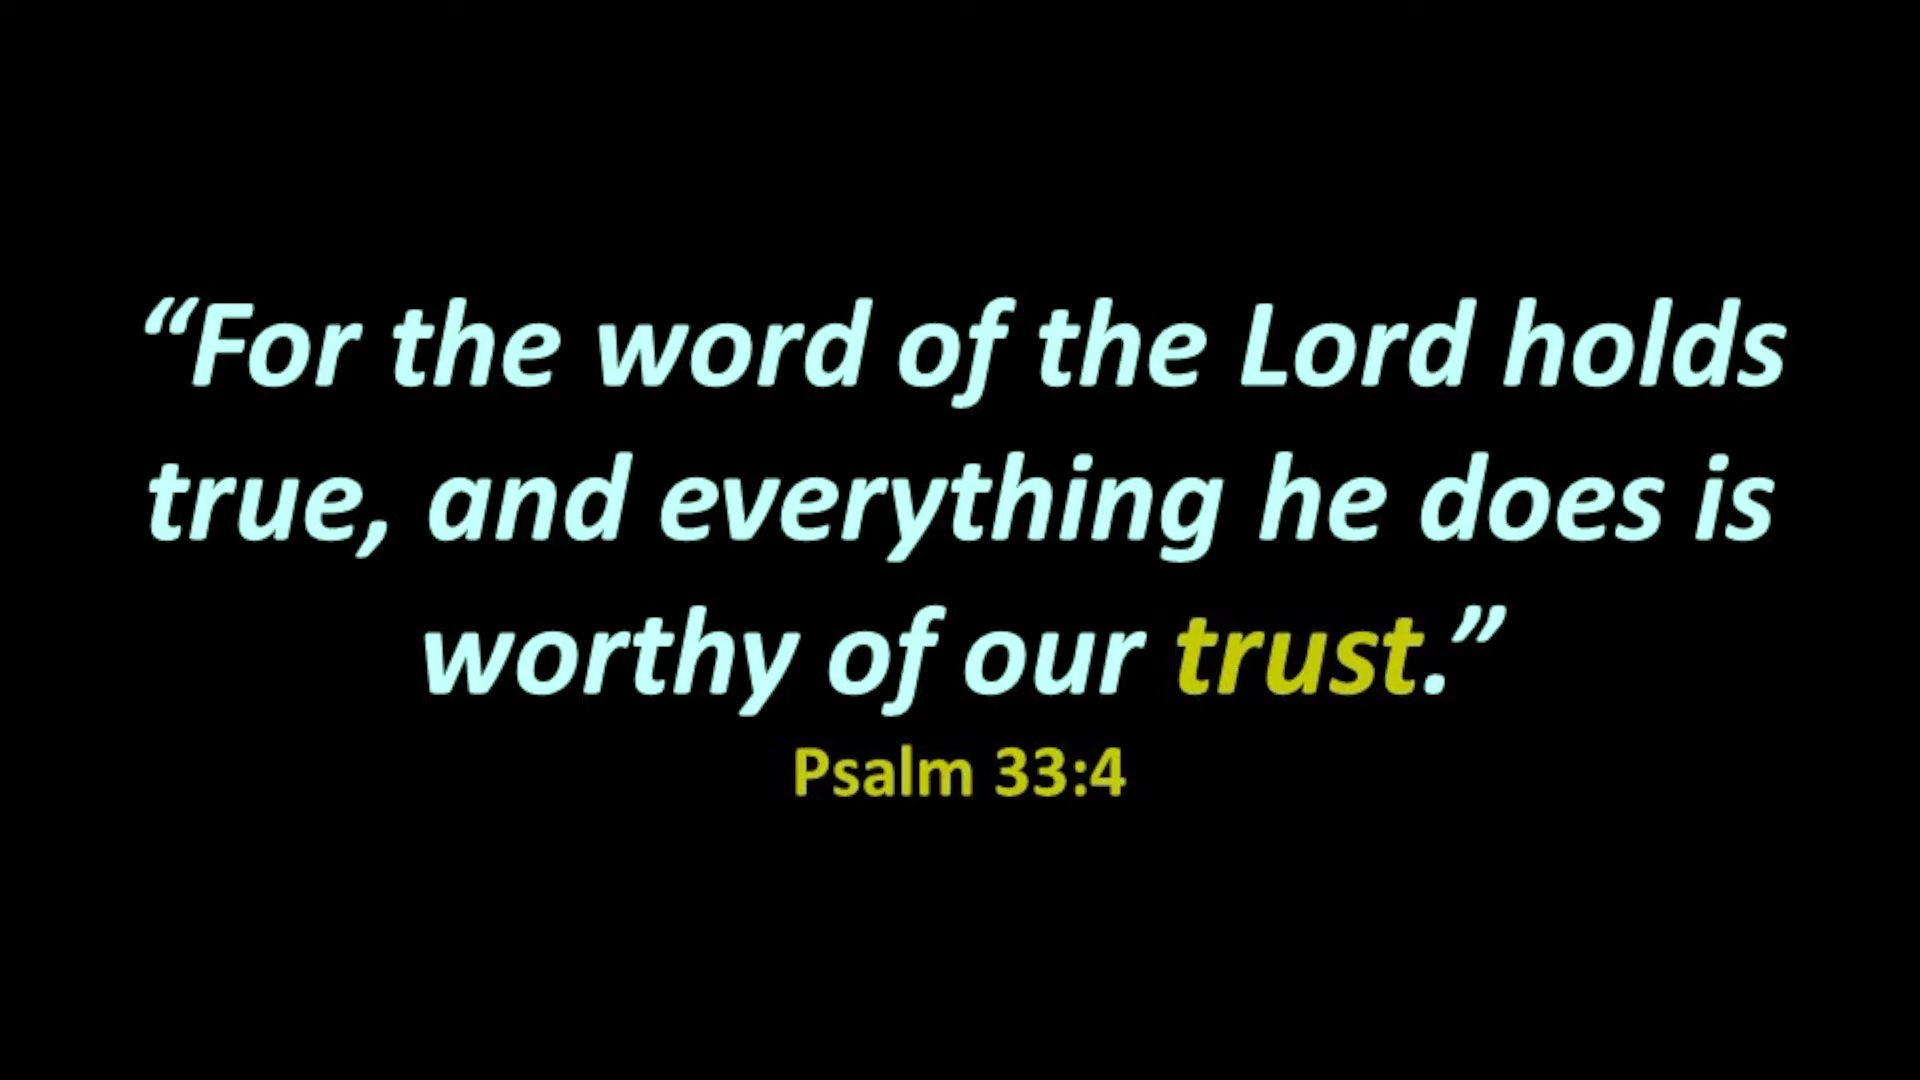 “For the word of the Lord holds
true, and everything he does is
worthy of our trust.”
Psalm 33:4